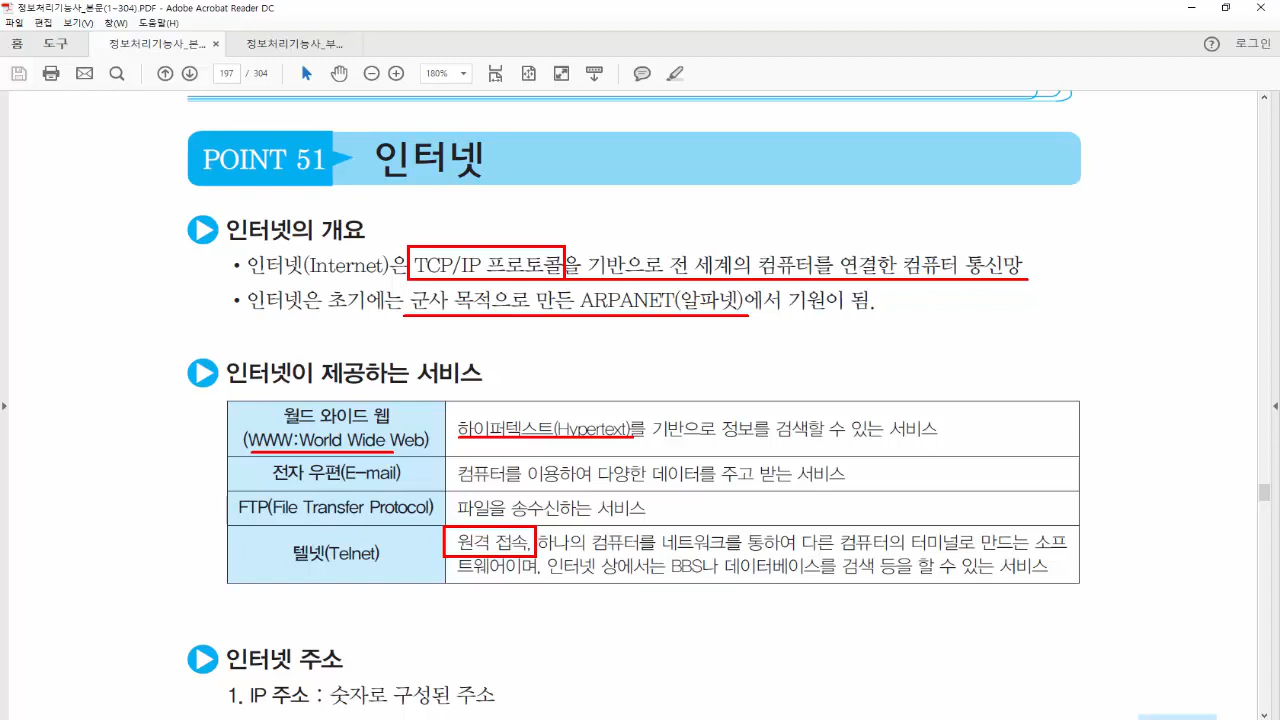 정보처리기능사_본문(1~304).PDF - Adobe Acrobat Reader DC
파일 편집 보기(V) 창(W) 도움말(H)
홈 도구 정보처리기능사_본... × 정보처리기능사_부... 로그인
197 / 304 180%
POINT 51 인터넷
인터넷의 개요
• 인터넷(Internet)은 TCP/IP 프로토콜을 기반으로 전 세계의 컴퓨터를 연결한 컴퓨터 통신망
• 인터넷은 초기에는 군사 목적으로 만든 ARPANET(알파넷)에서 기원이 됨.
인터넷이 제공하는 서비스
월드 와이드 웹
(WWW:World Wide Web)
하이퍼텍스트(Hypertext)를 기반으로 정보를 검색할 수 있는 서비스
전자 우편(E-mail) 컴퓨터를 이용하여 다양한 데이터를 주고 받는 서비스
FTP(File Transfer Protocol) 파일을 송수신하는 서비스
텔넷(Telnet)
원격 접속, 하나의 컴퓨터를 네트워크를 통하여 다른 컴퓨터의 터미널로 만드는 소프
트웨어이며, 인터넷 상에서는 BBS나 데이터베이스를 검색 등을 할 수 있는 서비스
인터넷 주소
1. IP 주소 : 숫자로 구성된 주소